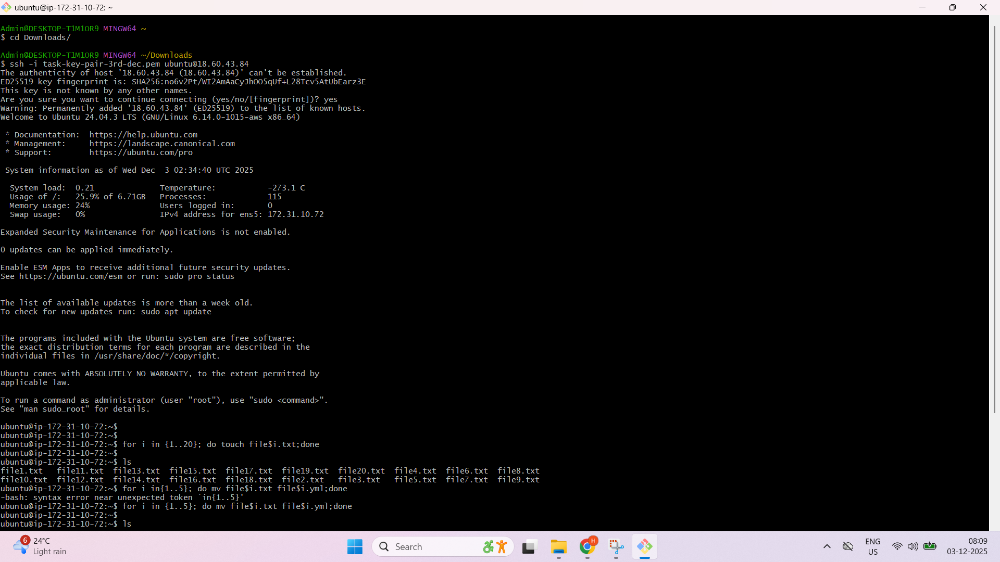 ubuntu@ip-172-31-10-72: ~
Admin@DESKTOP-T1M1OR9 MINGW64 ~
$ cd Downloads/
Admin@DESKTOP-T1M1OR9 MINGW64 ~/Downloads
$ ssh -i task-key-pair-3rd-dec.pem ubuntu@18.60.43.84
The authenticity of host '18.60.43.84 (18.60.43.84)' can't be established.
ED25519 key fingerprint is: SHA256:no6v2Pt/WI2AmAaCyJhOO5qUf+L28Tcv5AtUbEarz3E
This key is not known by any other names.
Are you sure you want to continue connecting (yes/no/[fingerprint])? yes
Warning: Permanently added '18.60.43.84' (ED25519) to the list of known hosts.
Welcome to Ubuntu 24.04.3 LTS (GNU/Linux 6.14.0-1015-aws x86_64)
* Documentation:  https://help.ubuntu.com
* Management:     https://landscape.canonical.com
* Support:        https://ubuntu.com/pro
System information as of Wed Dec  3 02:34:40 UTC 2025
System load:  0.21              Temperature:           -273.1 C
Usage of /:   25.9% of 6.71GB   Processes:             115
Memory usage: 24%               Users logged in:       0
Swap usage:   0%                IPv4 address for ens5: 172.31.10.72
Expanded Security Maintenance for Applications is not enabled.
0 updates can be applied immediately.
Enable ESM Apps to receive additional future security updates.
See https://ubuntu.com/esm or run: sudo pro status
The list of available updates is more than a week old.
To check for new updates run: sudo apt update
The programs included with the Ubuntu system are free software;
the exact distribution terms for each program are described in the
individual files in /usr/share/doc/*/copyright.
Ubuntu comes with ABSOLUTELY NO WARRANTY, to the extent permitted by
applicable law.
To run a command as administrator (user "root"), use "sudo <command>".
See "man sudo_root" for details.
ubuntu@ip-172-31-10-72:~$
ubuntu@ip-172-31-10-72:~$
ubuntu@ip-172-31-10-72:~$ for i in {1..20}; do touch file$i.txt;done
ubuntu@ip-172-31-10-72:~$
ubuntu@ip-172-31-10-72:~$ ls
file1.txt   file11.txt  file13.txt  file15.txt  file17.txt  file19.txt  file20.txt  file4.txt  file6.txt  file8.txt
file10.txt  file12.txt  file14.txt  file16.txt  file18.txt  file2.txt   file3.txt   file5.txt  file7.txt  file9.txt
ubuntu@ip-172-31-10-72:~$ for i in{1..5}; do mv file$i.txt file$i.yml;done
-bash: syntax error near unexpected token `in{1..5}'
ubuntu@ip-172-31-10-72:~$ for i in {1..5}; do mv file$i.txt file$i.yml;done
ubuntu@ip-172-31-10-72:~$
ubuntu@ip-172-31-10-72:~$ ls
6
24°C
Light rain
Search
H
ENG
US
08:09
03-12-2025